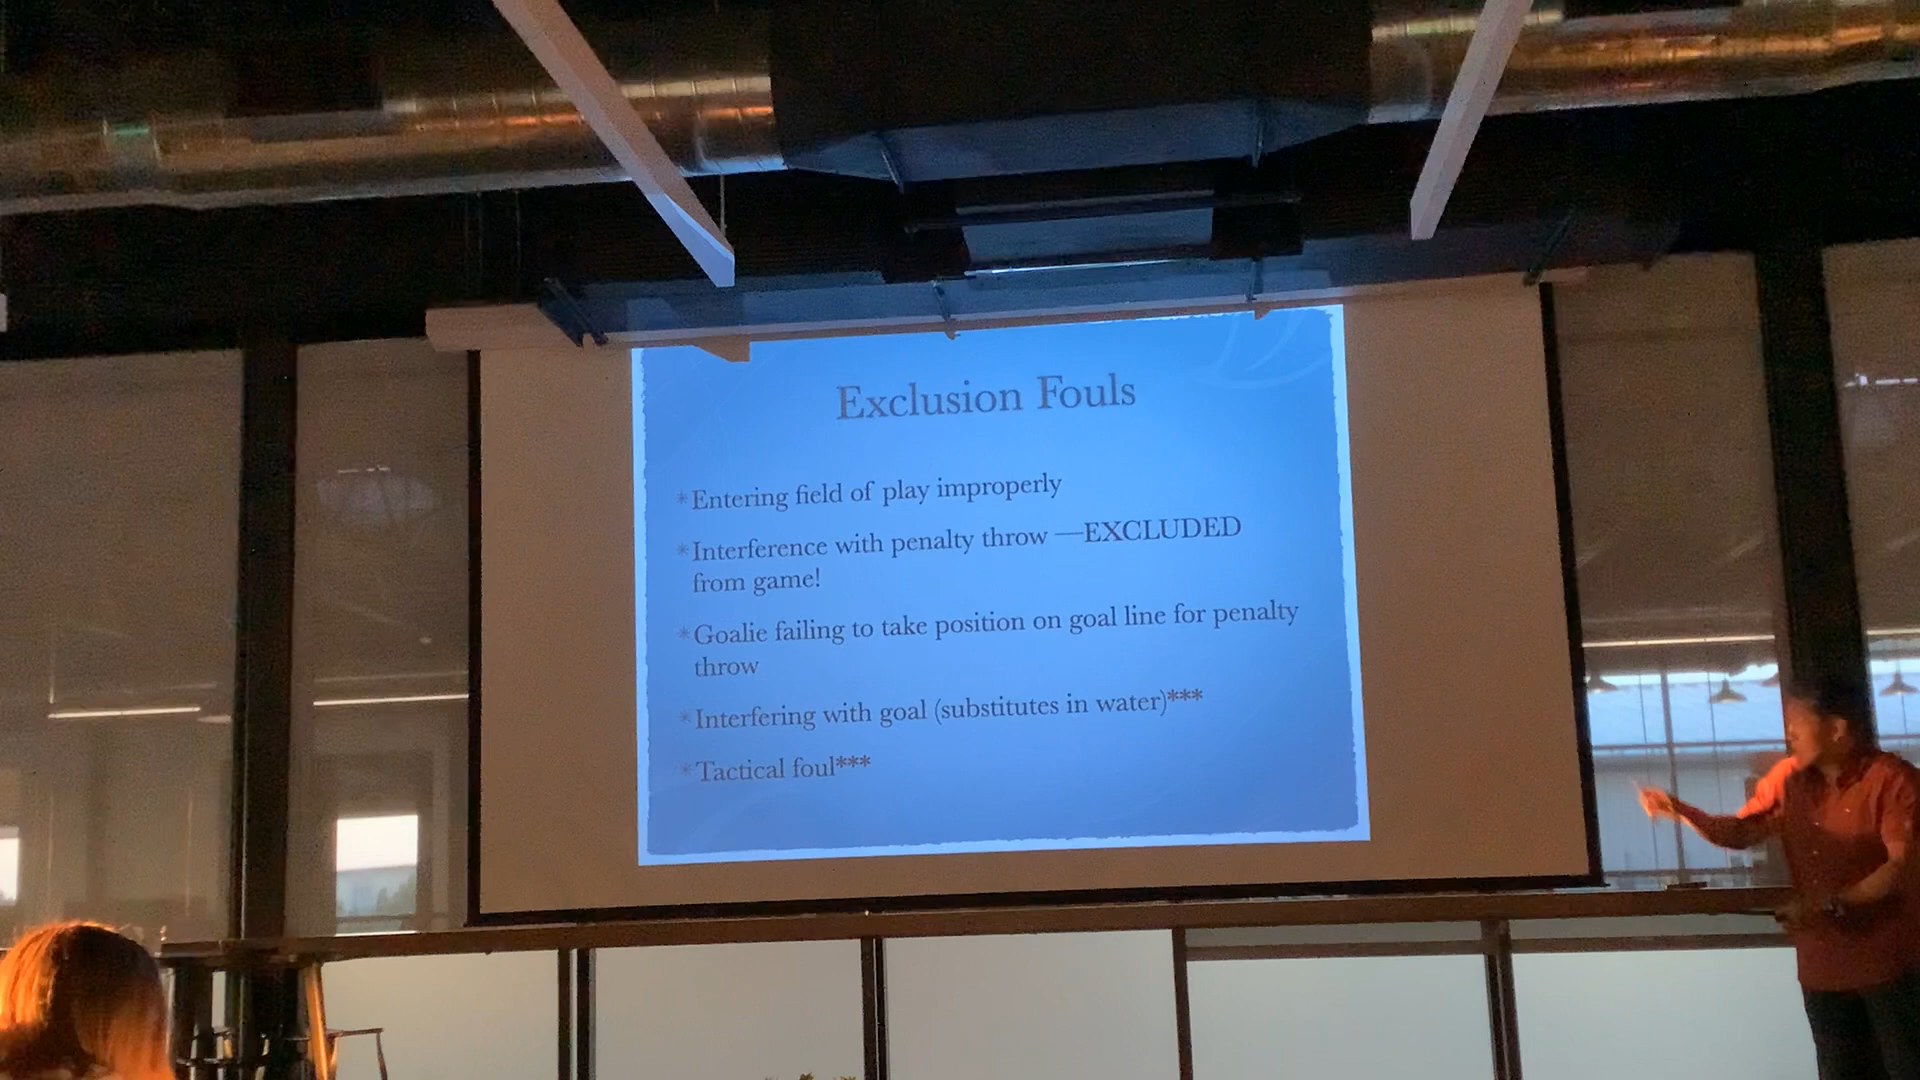 Exclusion Fouls
*Entering field of play improperly
*Interference with penalty throw —EXCLUDED
from game!
*Goalie failing to take position on goal line for penalty
throw
*Interfering with goal (substitutes in water)***
*Tactical foul***